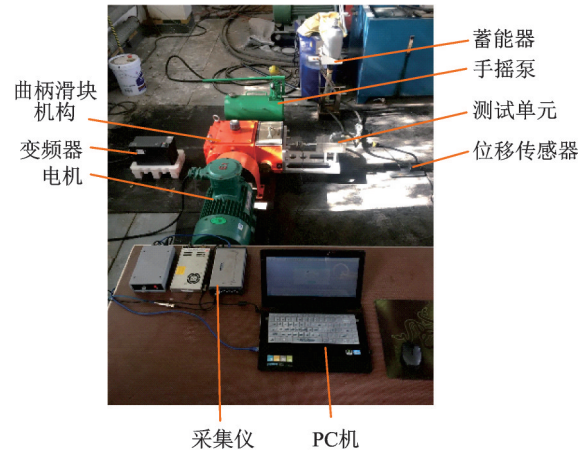 蓄能器
手摇泵
曲柄滑块
机构
测试单元
变频器
位移传感器
电机
采集仪
PC机